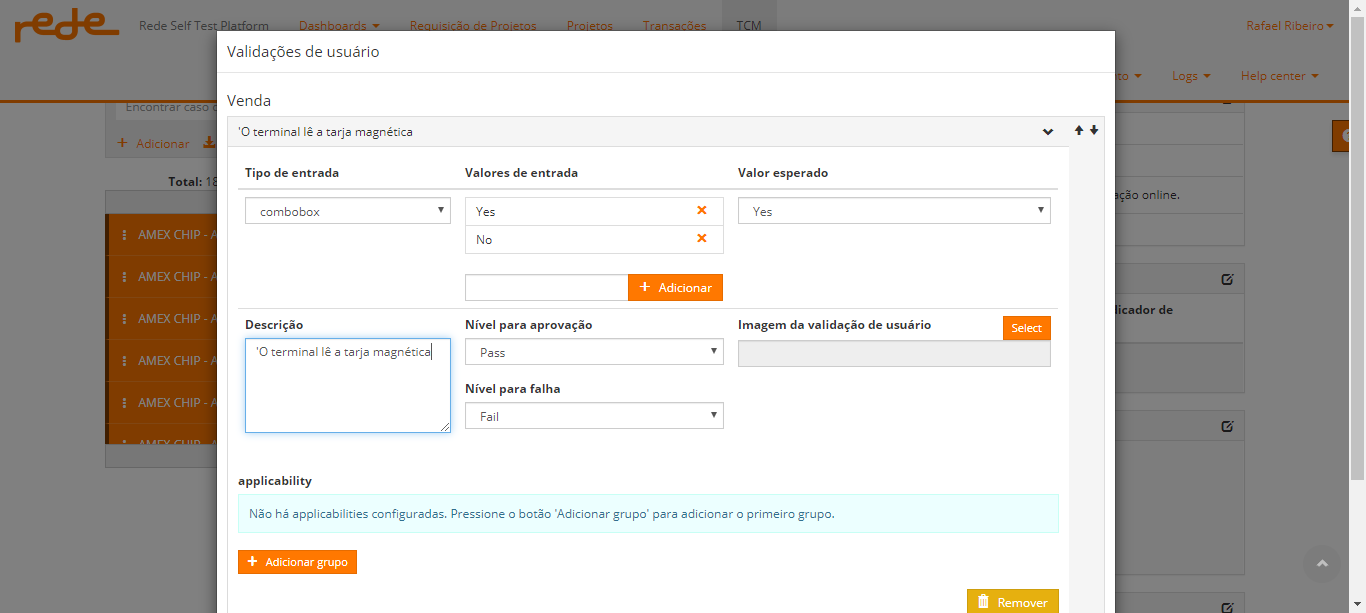 rede Rede Self Test Platform Dashboards Requisição de Projetos Projetos Transações TCM Rafael Ribeiro
Validações de usuário
Logs Help center
Venda
Encontrar caso
'O terminal lê a tarja magnética
+ Adicionar
Tipo de entrada Valores de entrada Valor esperado
Total: 18
ação online.
combobox Yes Yes
No
AMEX CHIP - A
AMEX CHIP - A
+ Adicionar
Descrição Nível para aprovação Imagem da validação de usuário Select
licador de
AMEX CHIP - A
'O terminal lê a tarja magnética Pass
AMEX CHIP - A
Nível para falha
AMEX CHIP - A
Fail
AMEX CHIP - A
applicability
Não há applicabilities configuradas. Pressione o botão 'Adicionar grupo' para adicionar o primeiro grupo.
+ Adicionar grupo
Remover